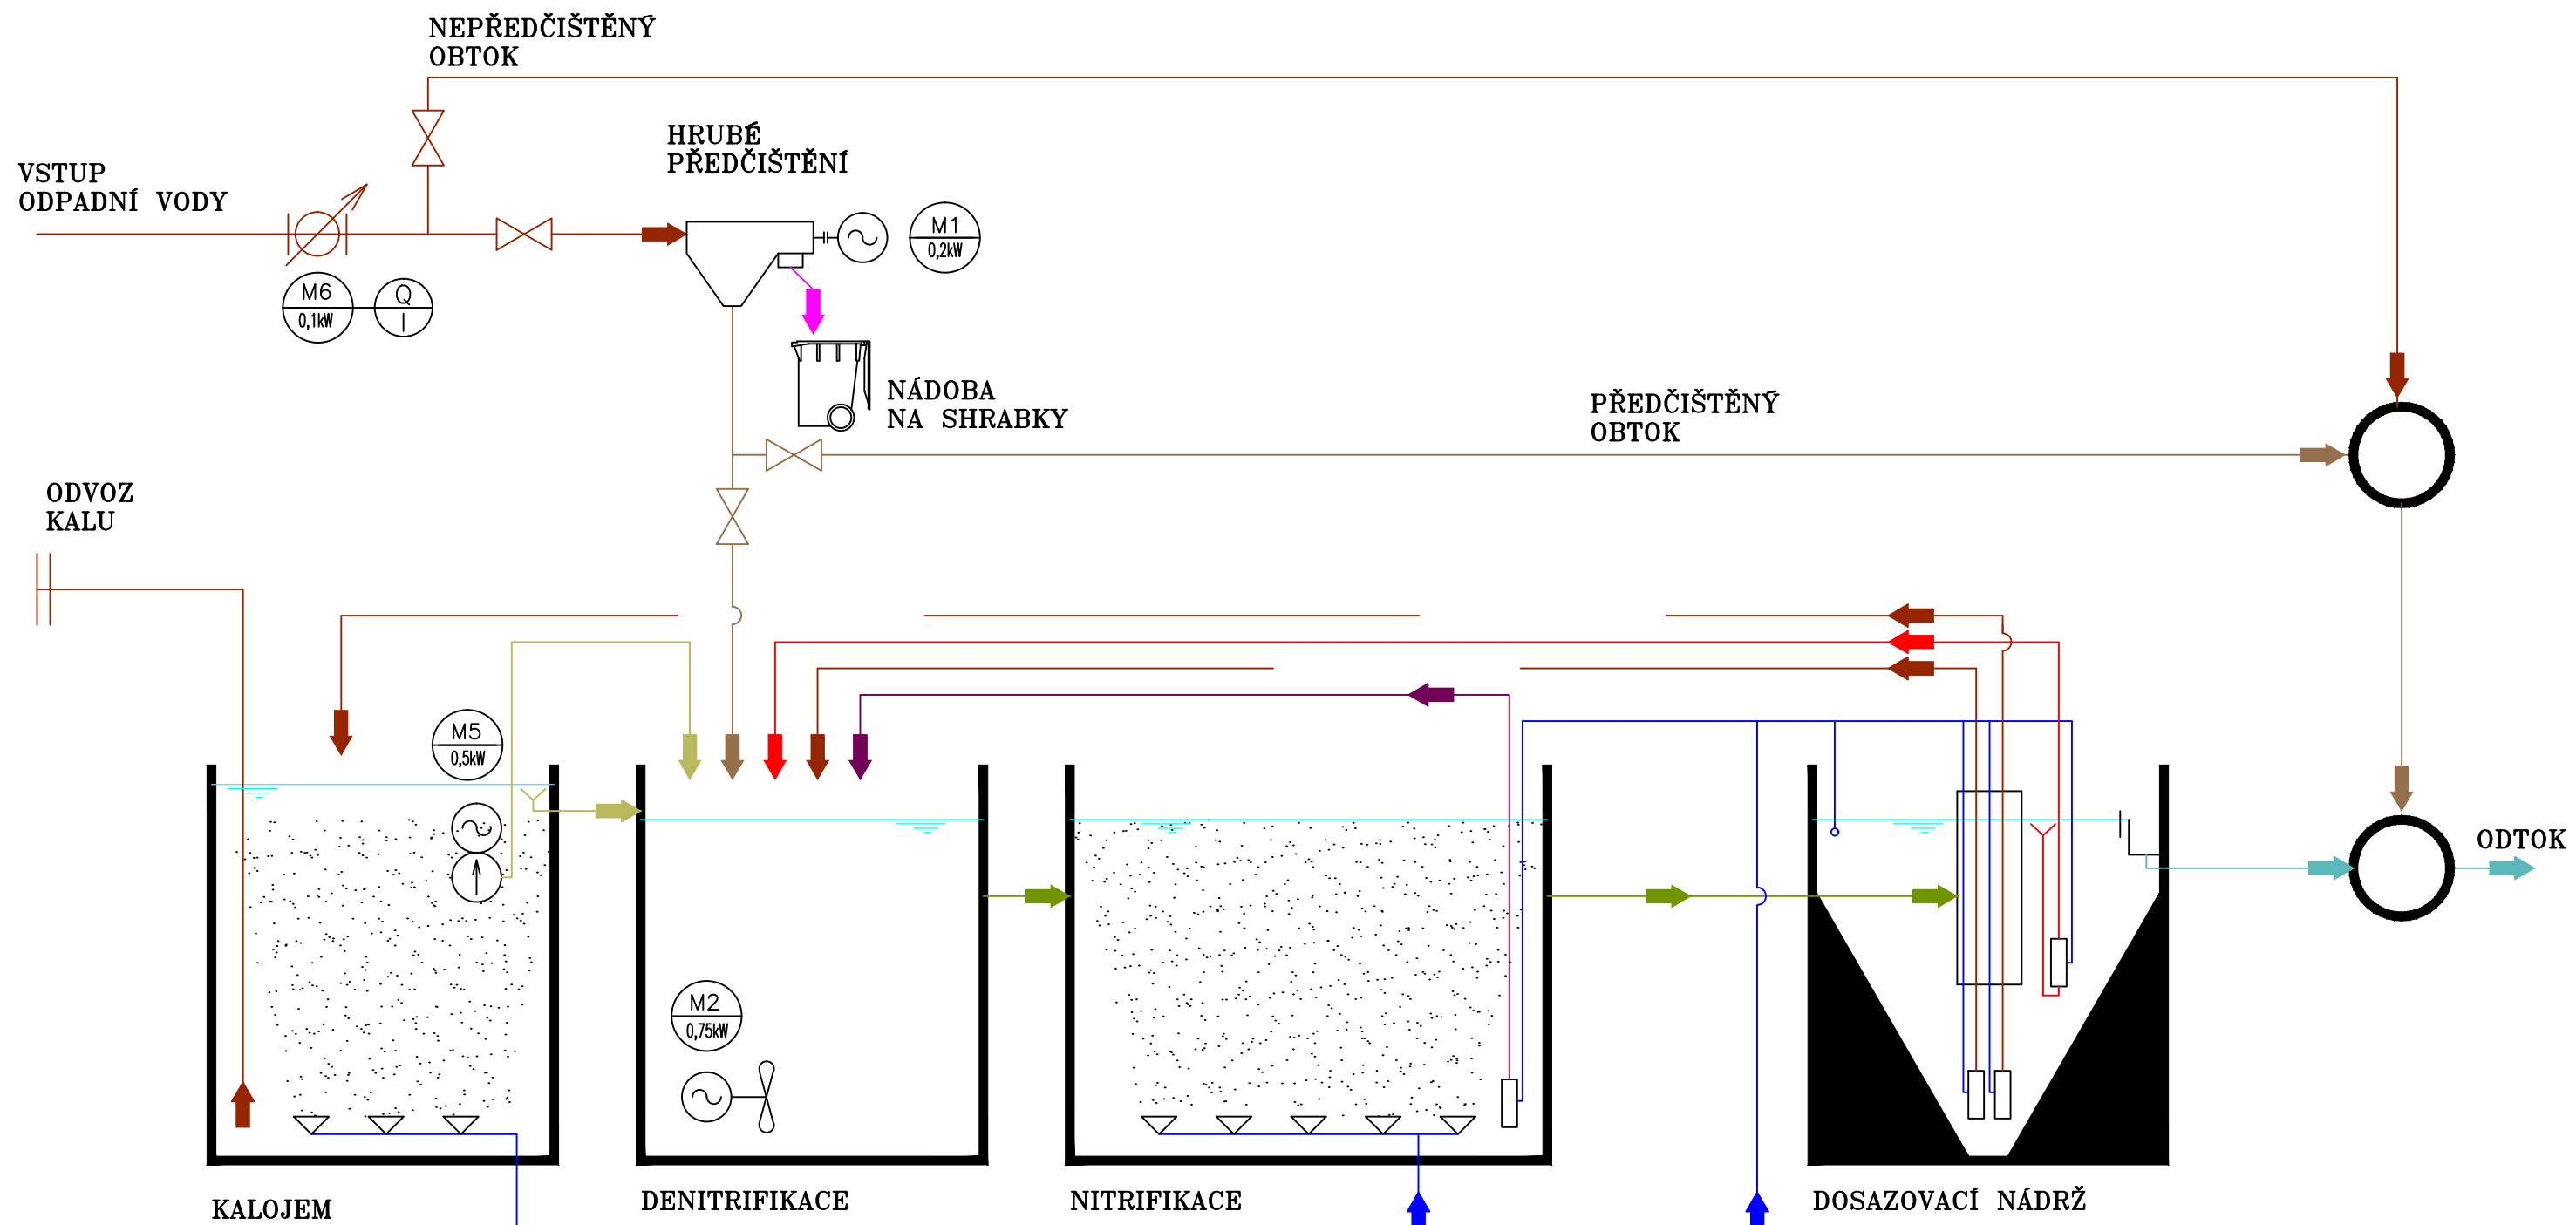 NEPŘEDČIŠTĚNÝ
OBTOK
HRUBÉ
PŘEDČIŠTĚNÍ
VSTUP
ODPADNÍ VODY
M1
0,2kW
M6
0,1kW
Q
I
NÁDOBA
NA SHRABKY
PŘEDČIŠTĚNÝ
OBTOK
ODVOZ
KALU
M5
0,5kW
ODTOK
M2
0,75kW
KALOJEM
DENITRIFIKACE
NITRIFIKACE
DOSAZOVACÍ NÁDRŽ